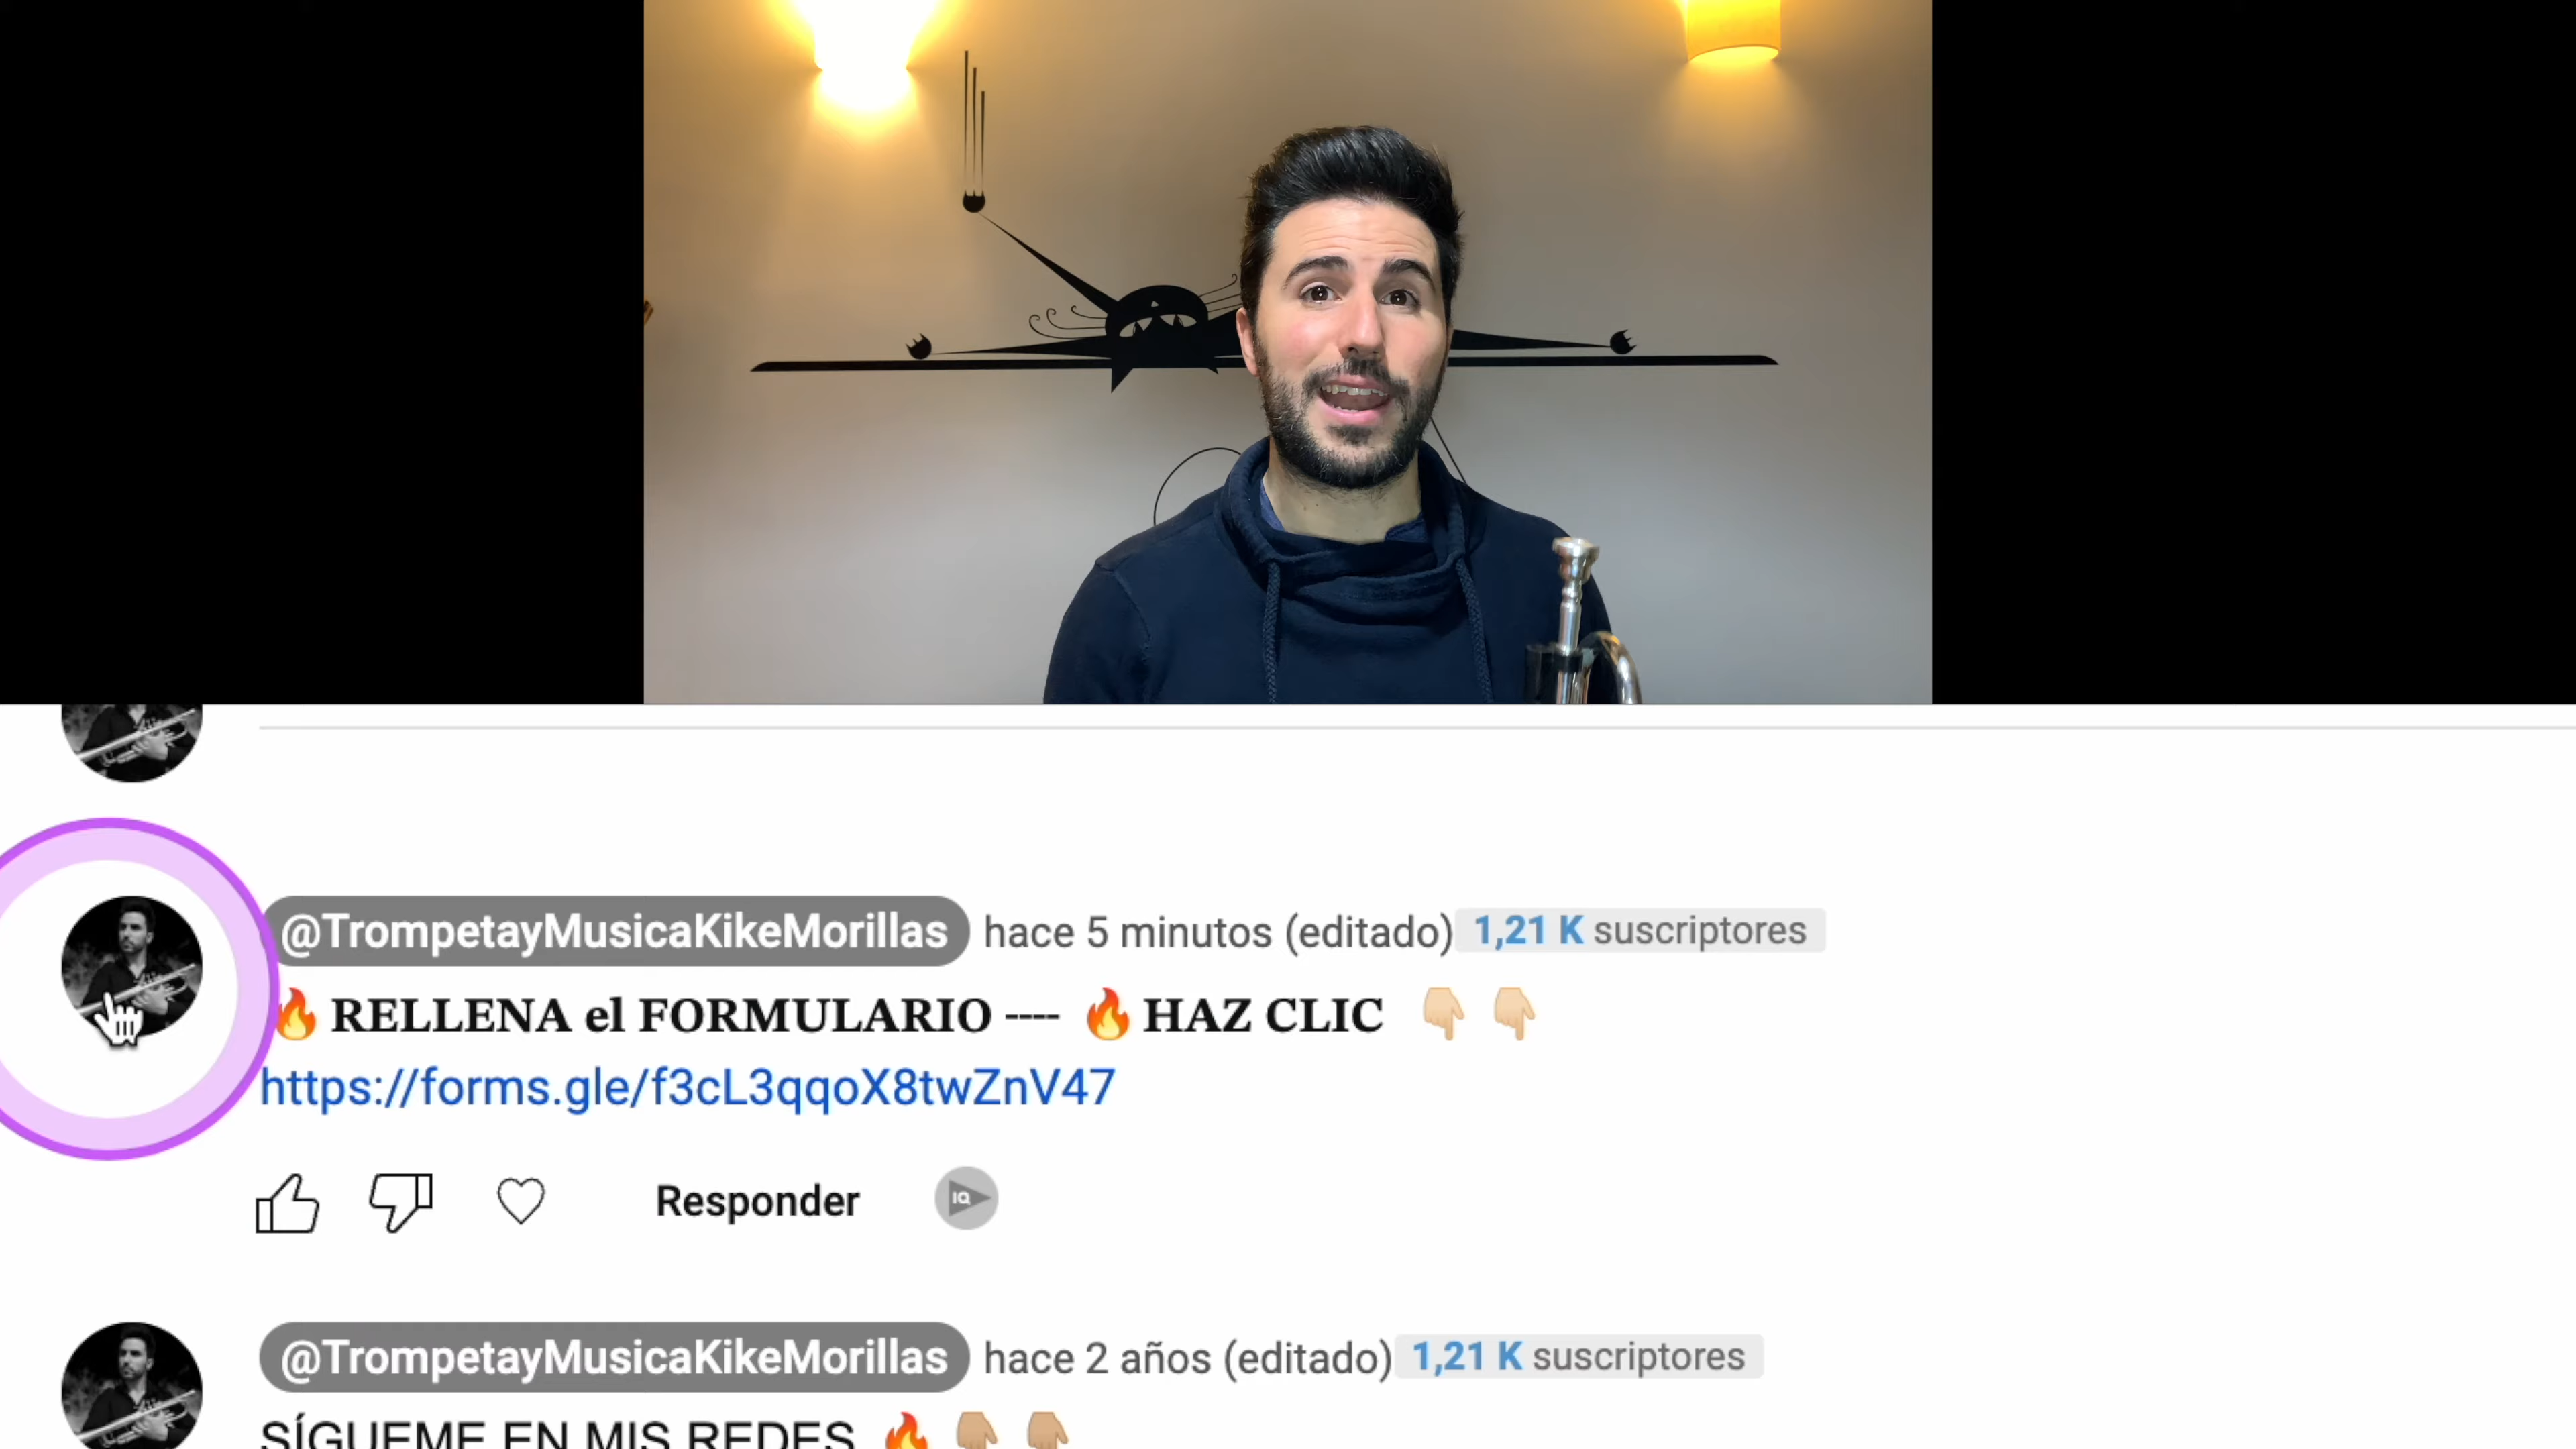 @TrompetayMusicaKikeMorillas hace 5 minutos (editado) 1,21 K suscriptores
🔥 RELLENA el FORMULARIO ---- 🔥 HAZ CLIC 👇🏼 👇🏼
https://forms.gle/f3cL3qqoX8twZnV47
Responder
IQ
@TrompetayMusicaKikeMorillas hace 2 años (editado) 1,21 K suscriptores
SÍGUEME EN MIS REDES 🔥 👇🏽 👇🏽